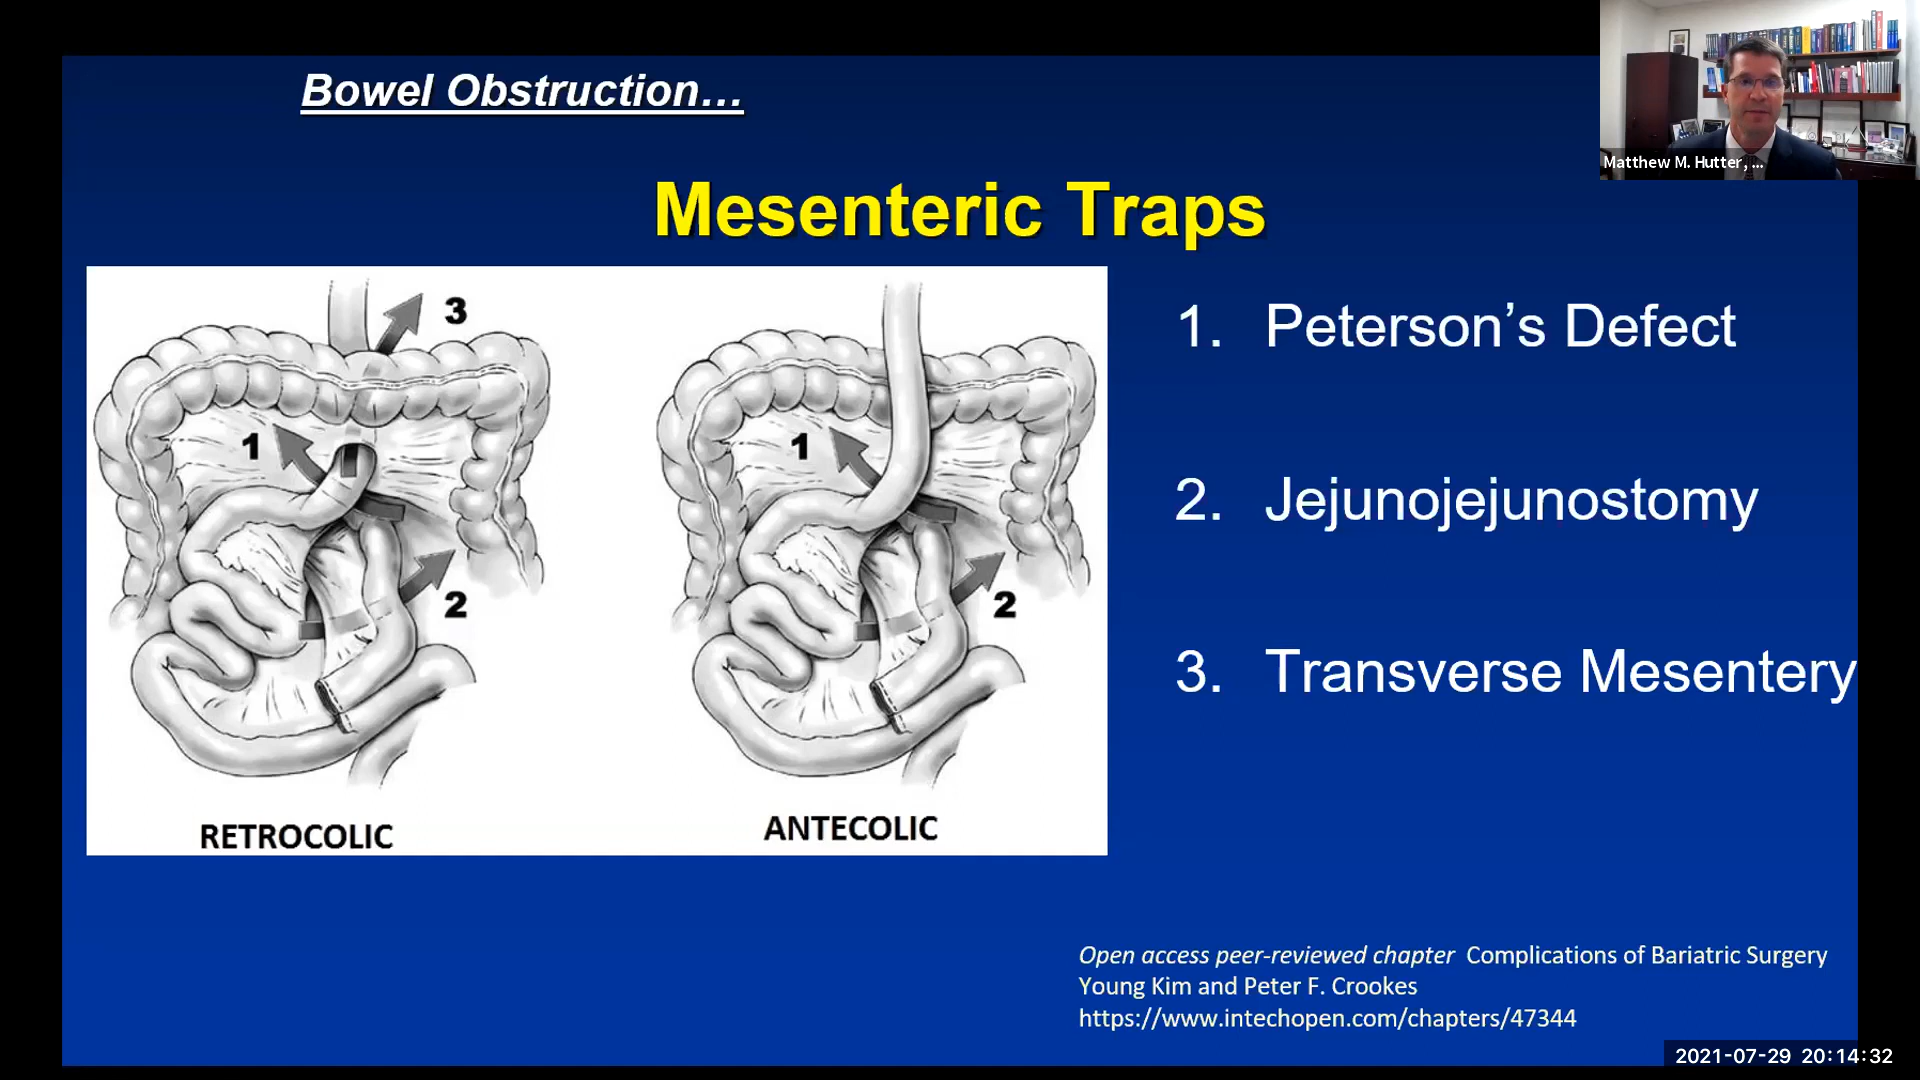 Bowel Obstruction...
Matthew M. Hutter, ...
Mesenteric Traps
3
1
2
RETROCOLIC
1
2
ANTECOLIC
1. Peterson’s Defect
2. Jejunojejunostomy
3. Transverse Mesentery
Open access peer-reviewed chapter Complications of Bariatric Surgery
Young Kim and Peter F. Crookes
https://www.intechopen.com/chapters/47344
2021-07-29 20:14:32